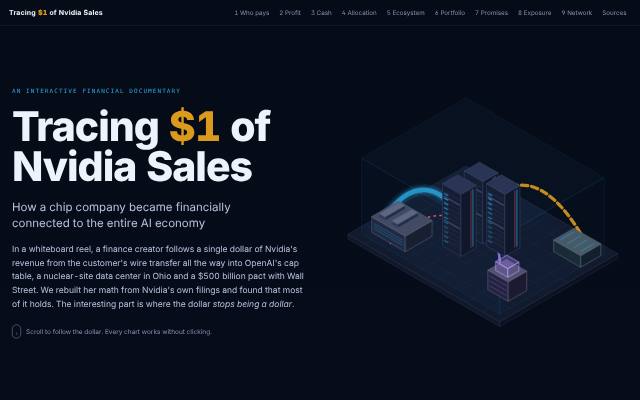 Tracing $1 of Nvidia Sales
1 Who pays 2 Profit 3 Cash 4 Allocation 5 Ecosystem 6 Portfolio 7 Promises 8 Exposure 9 Network Sources
AN INTERACTIVE FINANCIAL DOCUMENTARY
Tracing $1 of
Nvidia Sales
How a chip company became financially
connected to the entire AI economy
In a whiteboard reel, a finance creator follows a single dollar of Nvidia's
revenue from the customer's wire transfer all the way into OpenAI's cap
table, a nuclear-site data center in Ohio and a $500 billion pact with Wall
Street. We rebuilt her math from Nvidia's own filings and found that most
of it holds. The interesting part is where the dollar stops being a dollar.
Scroll to follow the dollar. Every chart works without clicking.